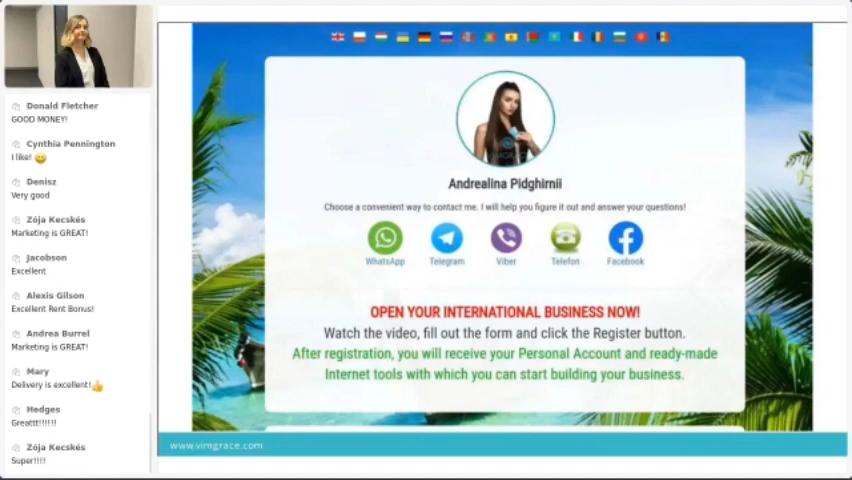 Donald Fletcher
GOOD MONEY!
Cynthia Pennington
I like!
Denisz
Very good
Zója Kecskés
Marketing is GREAT!
Jacobson
Excellent
Alexis Gilson
Excellent Rent Bonus!
Andrea Burrel
Marketing is GREAT!
Mary
Delivery is excellent!
Hedges
Greattt!!!!!!
Zója Kecskés
Super!!!!
Andrealina Pidghirnii
Choose a convenient way to contact me. I will help you figure it out and answer your questions!
WhatsApp Telegram Viber Telefon Facebook
OPEN YOUR INTERNATIONAL BUSINESS NOW!
Watch the video, fill out the form and click the Register button.
After registration, you will receive your Personal Account and ready-made
Internet tools with which you can start building your business.
www.vimgrace.com